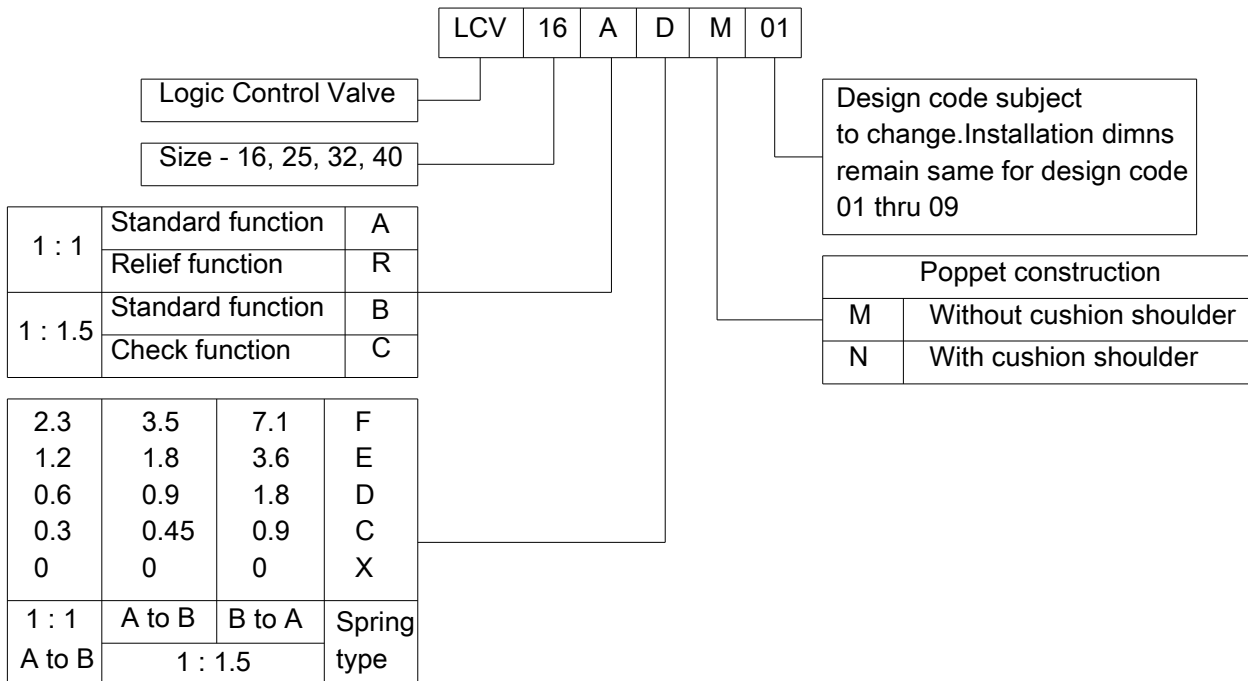 LCV 16 A D M 01
Logic Control Valve
Size - 16, 25, 32, 40
Design code subject
to change.Installation dimns
remain same for design code
01 thru 09
1 : 1
Standard function A
Relief function R
1 : 1.5
Standard function B
Check function C
Poppet construction
M Without cushion shoulder
N With cushion shoulder
2.3 3.5 7.1 F
1.2 1.8 3.6 E
0.6 0.9 1.8 D
0.3 0.45 0.9 C
0 0 0 X
1 : 1 A to B B to A Spring
A to B 1 : 1.5 type